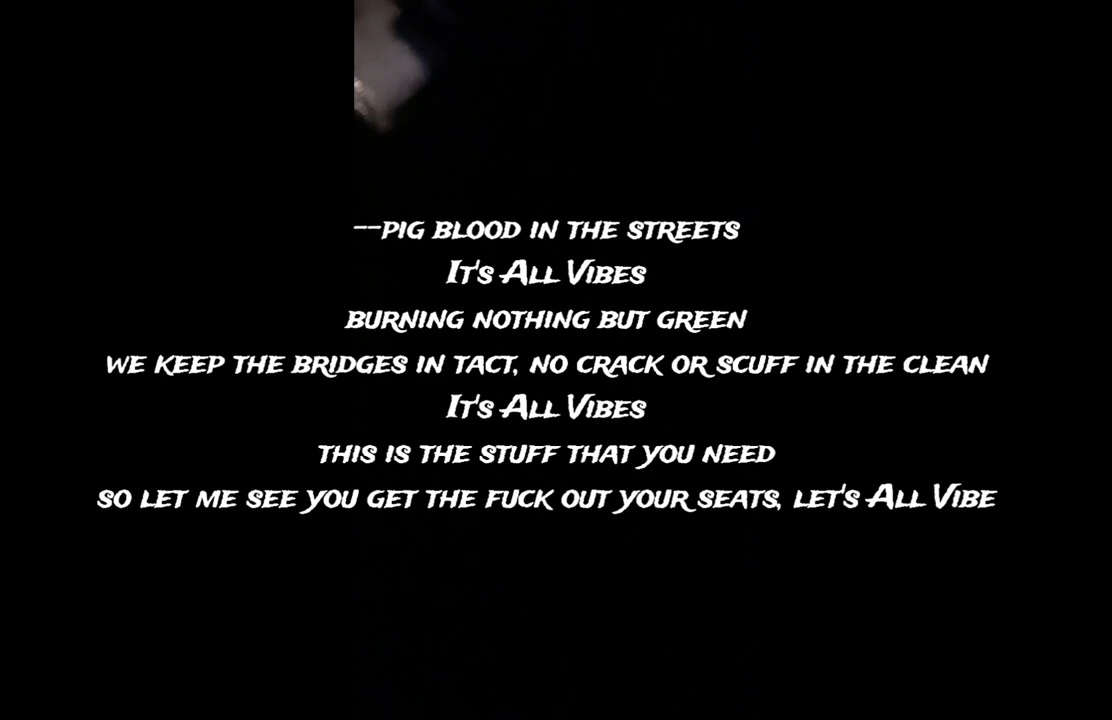 --pig blood in the streets
It's All Vibes
burning nothing but green
we keep the bridges in tact, no crack or scuff in the clean
It's All Vibes
this is the stuff that you need
so let me see you get the fuck out your seats, let's All Vibe